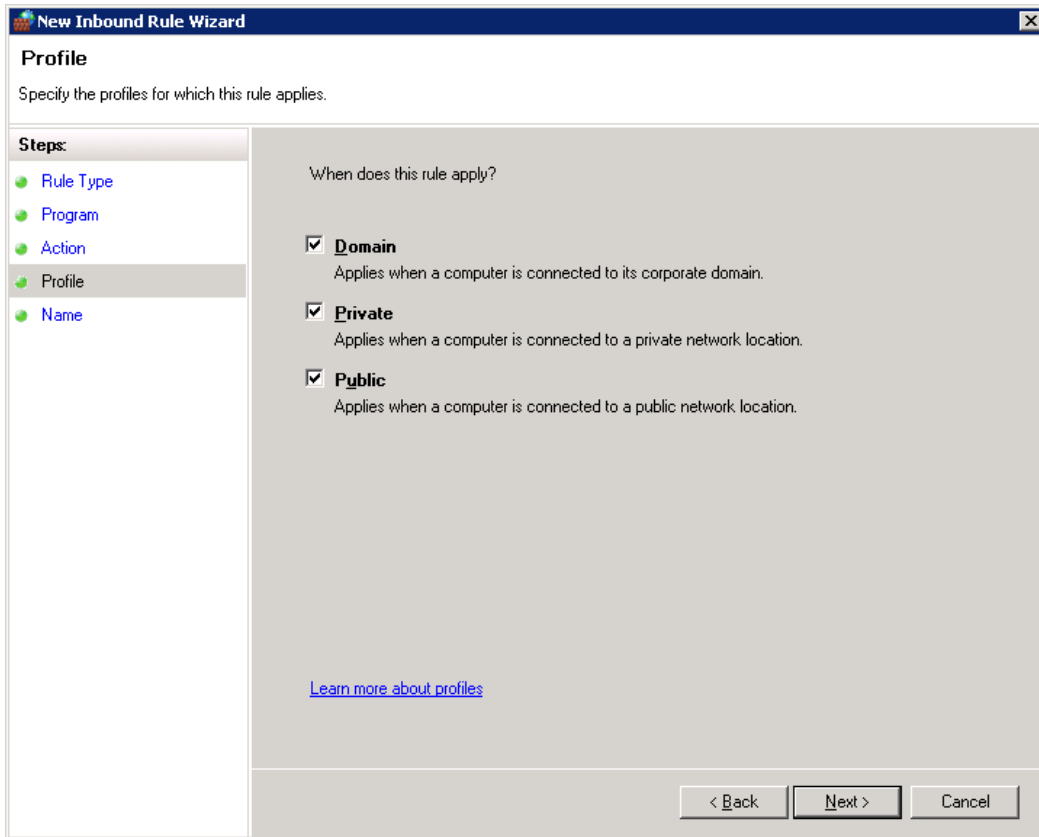 New Inbound Rule Wizard
Profile
Specify the profiles for which this rule applies.
Steps:
Rule Type
Program
Action
Profile
Name
When does this rule apply?
Domain
Applies when a computer is connected to its corporate domain.
Private
Applies when a computer is connected to a private network location.
Public
Applies when a computer is connected to a public network location.
Learn more about profiles
< Back
Next >
Cancel